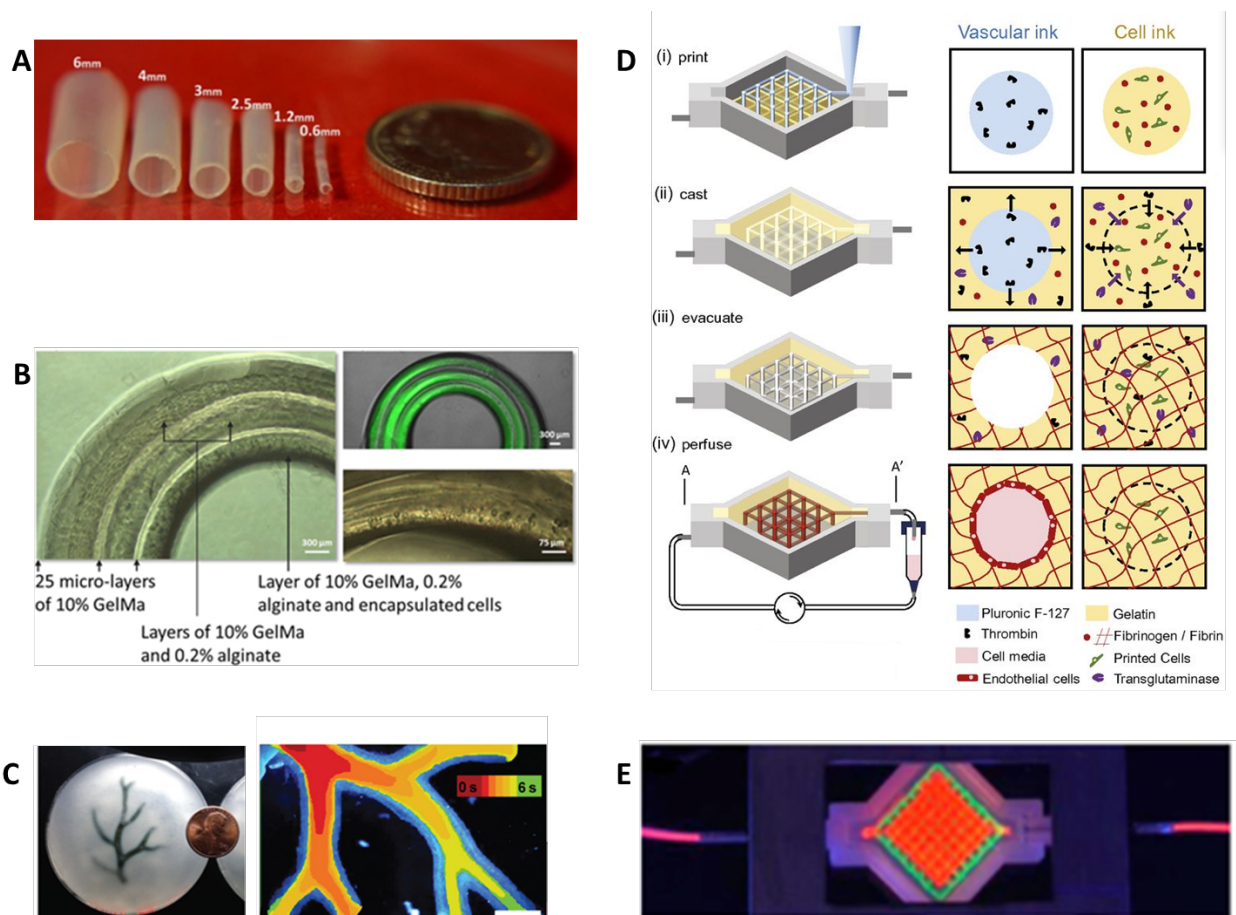 A
6mm
4mm
3mm
2.5mm
1.2mm
0.6mm
B
300 µm
300 µm
75 µm
25 micro-layers
of 10% GelMa
Layer of 10% GelMa, 0.2%
alginate and encapsulated cells
Layers of 10% GelMa
and 0.2% alginate
C
0 s
6 s
D
Vascular ink
Cell ink
(i) print
(ii) cast
(iii) evacuate
(iv) perfuse
A
A'
Pluronic F-127
Gelatin
Thrombin
Fibrinogen / Fibrin
Cell media
Printed Cells
Endothelial cells
Transglutaminase
E